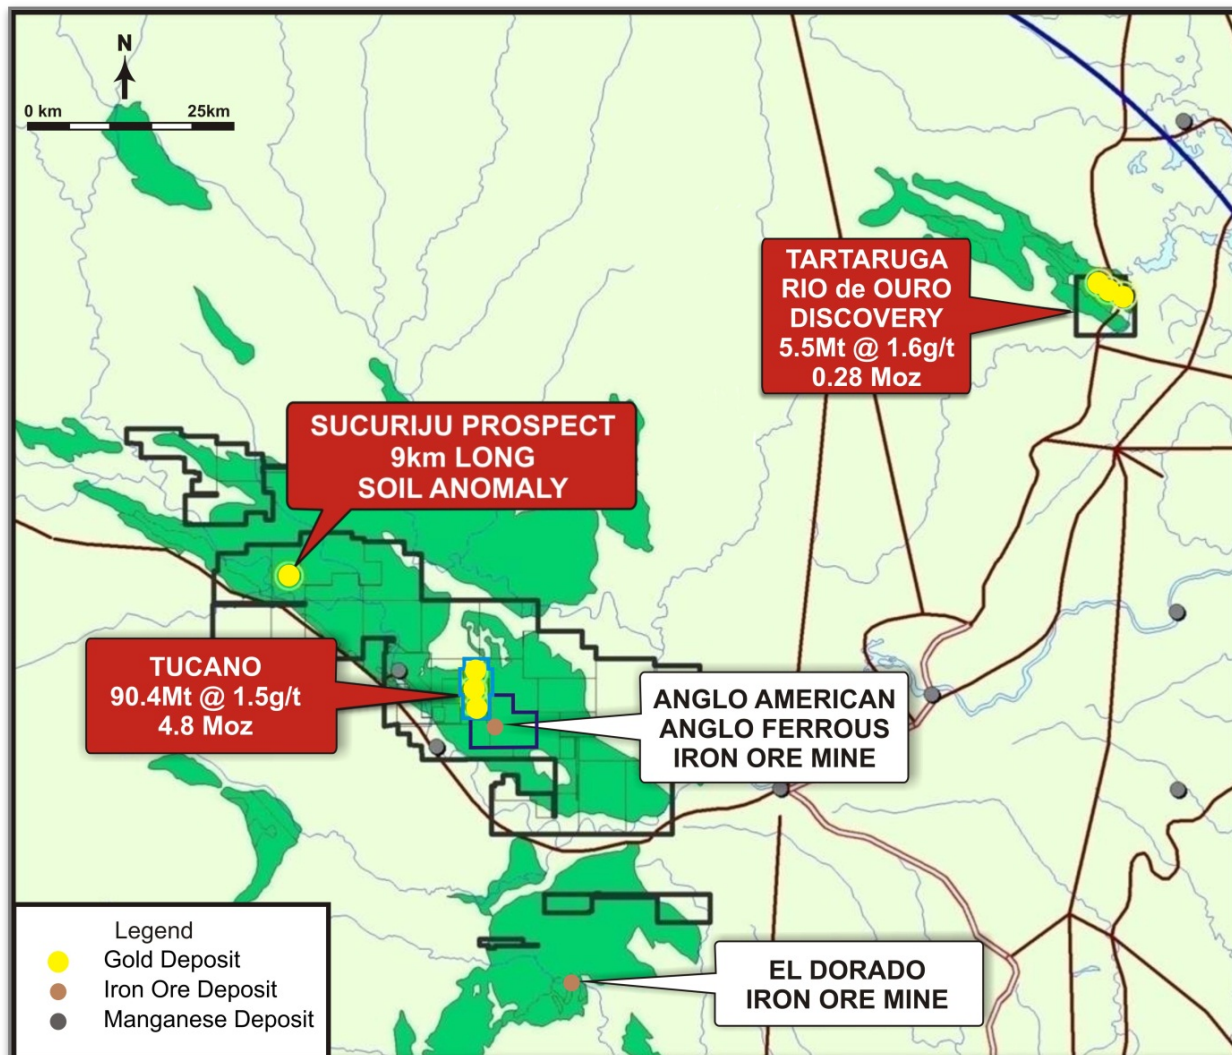 N
0 km 25km
TARTARUGA
RIO de OURO
DISCOVERY
5.5Mt @ 1.6g/t
0.28 Moz
SUCURIJU PROSPECT
9km LONG
SOIL ANOMALY
TUCANO
90.4Mt @ 1.5g/t
4.8 Moz
ANGLO AMERICAN
ANGLO FERROUS
IRON ORE MINE
EL DORADO
IRON ORE MINE
Legend
Gold Deposit
Iron Ore Deposit
Manganese Deposit